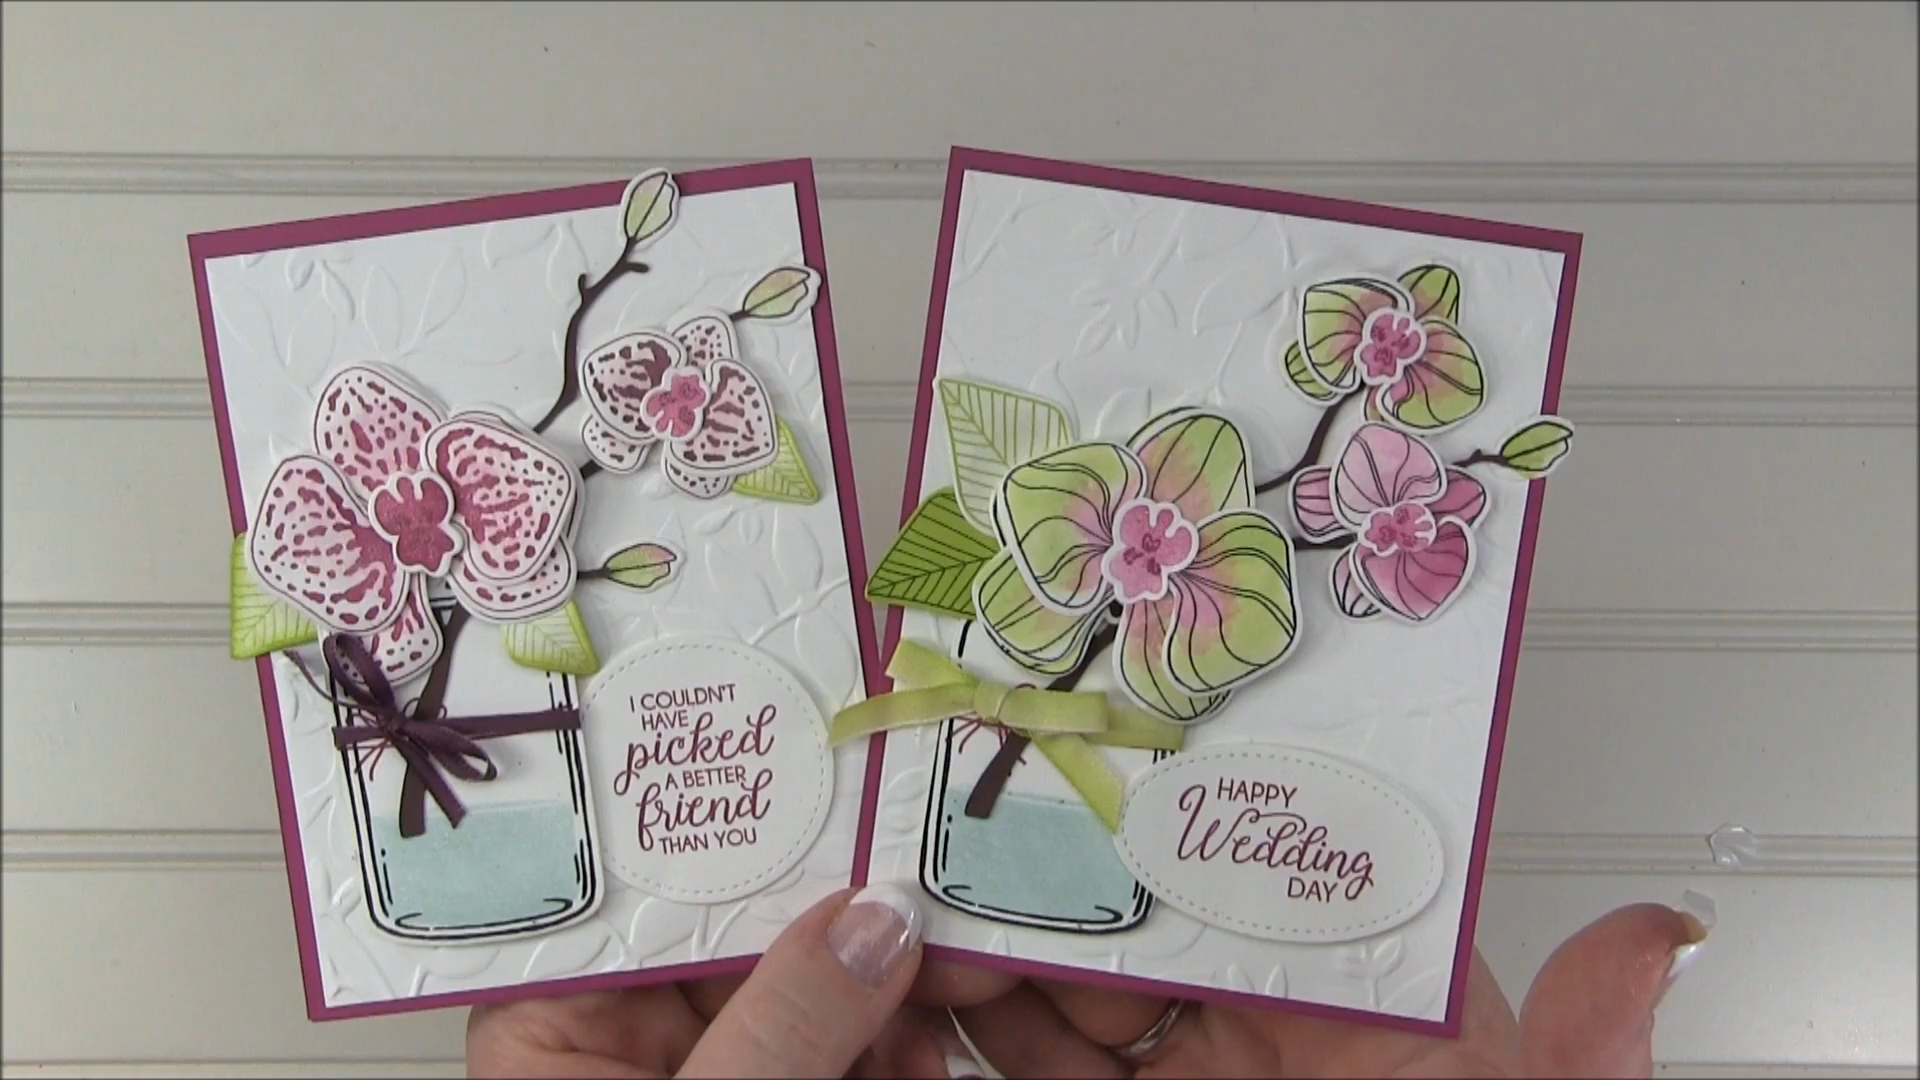 I COULDN'T
HAVE
picked
A BETTER
friend
THAN YOU
HAPPY
Wedding
DAY